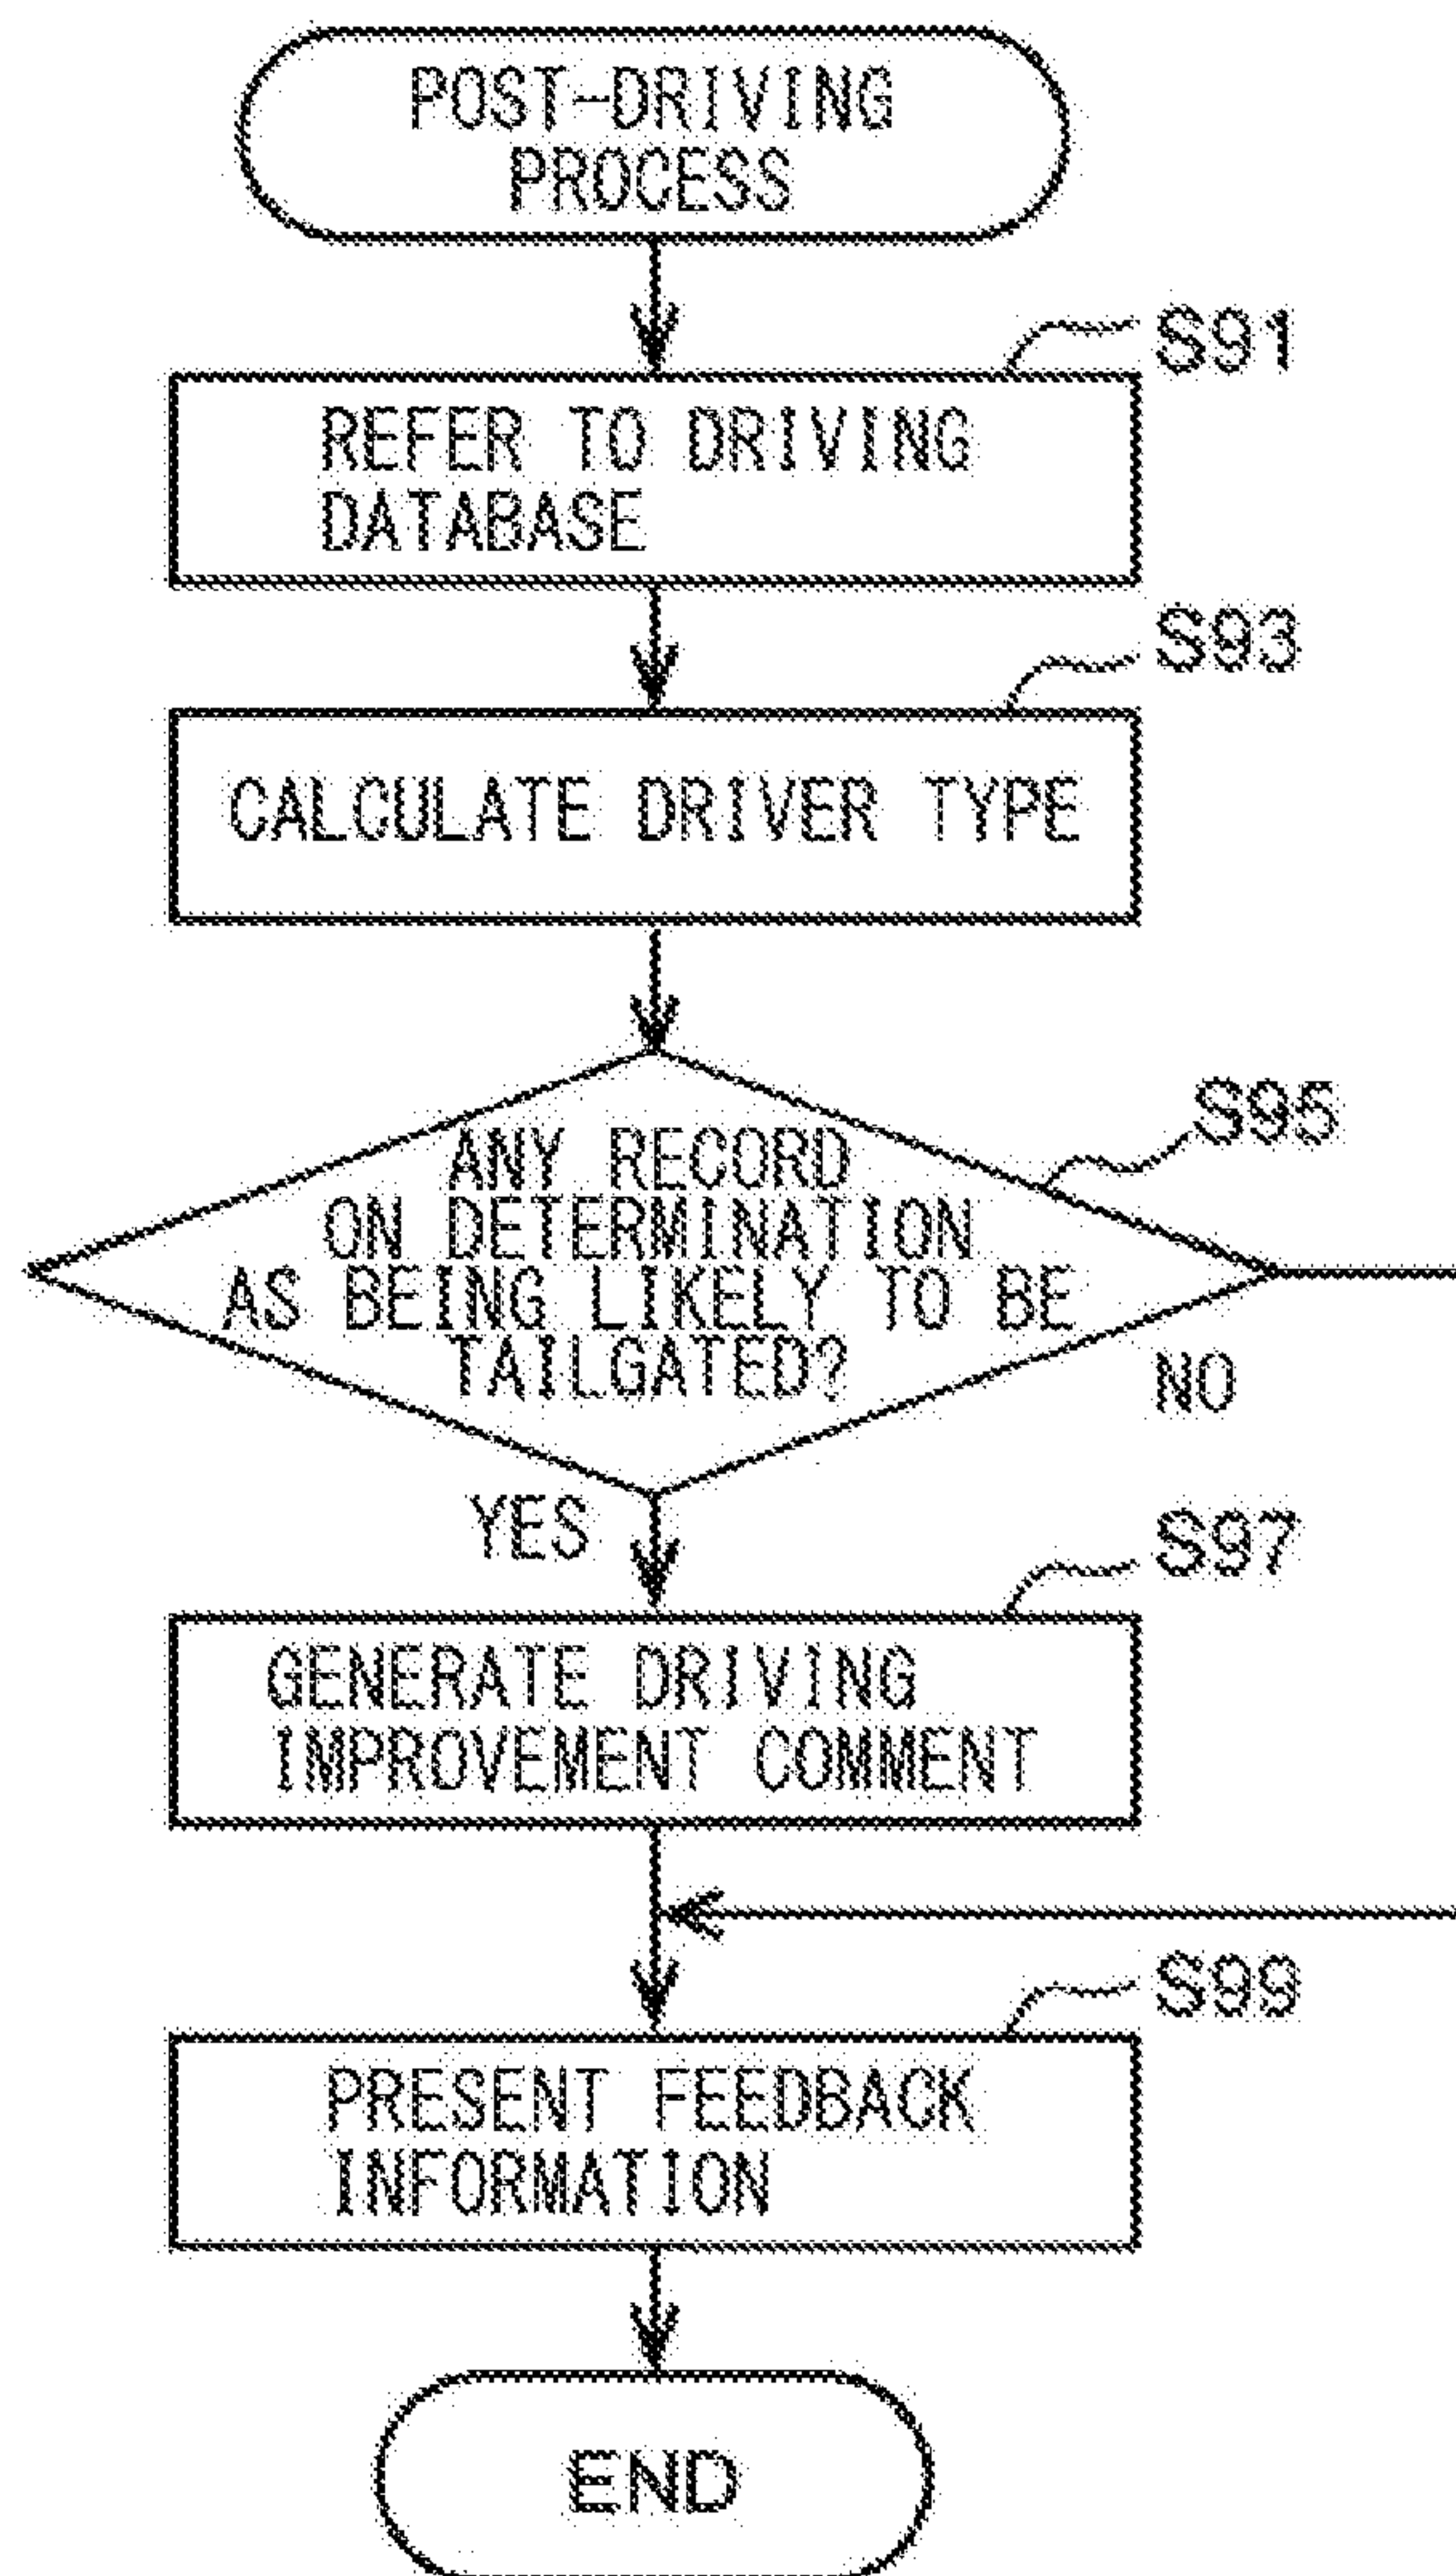 POST-DRIVING
PROCESS
S91
REFER TO DRIVING
DATABASE
S93
CALCULATE DRIVER TYPE
S95
ANY RECORD
ON DETERMINATION
AS BEING LIKELY TO BE
TAILGATED?
NO
YES
S97
GENERATE DRIVING
IMPROVEMENT COMMENT
S99
PRESENT FEEDBACK
INFORMATION
END